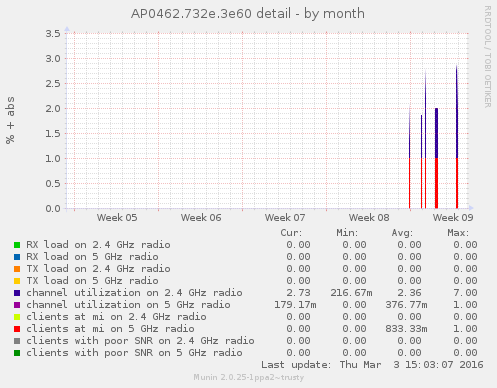 AP0462.732e.3e60 detail - by month
RRDTOOL / TOBI OETIKER
% + abs
3.5
3.0
2.5
2.0
1.5
1.0
0.5
0.0
Week 05 Week 06 Week 07 Week 08 Week 09
Cur: Min: Avg: Max:
RX load on 2.4 GHz radio 0.00 0.00 0.00 0.00
RX load on 5 GHz radio 0.00 0.00 0.00 0.00
TX load on 2.4 GHz radio 0.00 0.00 0.00 0.00
TX load on 5 GHz radio 0.00 0.00 0.00 0.00
channel utilization on 2.4 GHz radio 2.73 216.67m 2.36 7.00
channel utilization on 5 GHz radio 179.17m 0.00 376.77m 1.00
clients at mi on 2.4 GHz radio 0.00 0.00 0.00 0.00
clients at mi on 5 GHz radio 0.00 0.00 833.33m 1.00
clients with poor SNR on 2.4 GHz radio 0.00 0.00 0.00 0.00
clients with poor SNR on 5 GHz radio 0.00 0.00 0.00 0.00
Last update: Thu Mar 3 15:03:07 2016
Munin 2.0.25-1ppa2~trusty